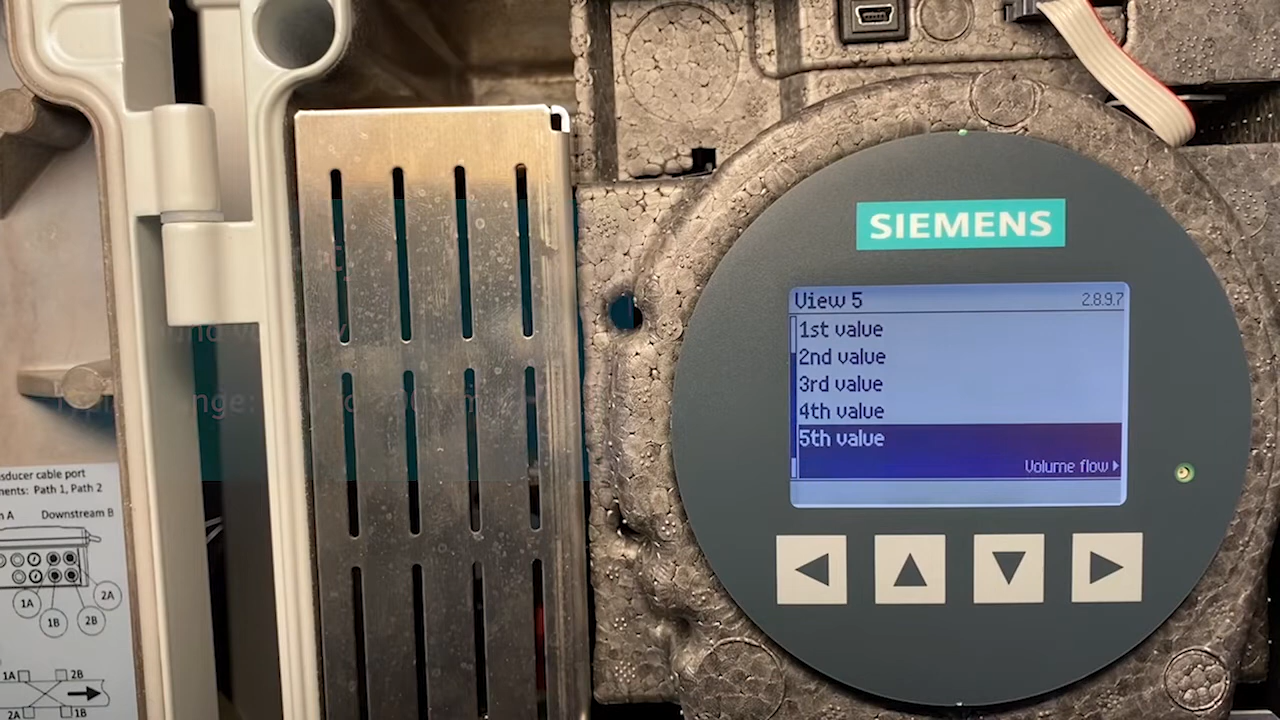 SIEMENS
View 5
2.8.9.7
1st value
2nd value
3rd value
4th value
5th value
Volume flow
sducer cable port
ments: Path 1, Path 2
n A
Downstream B
1A
2A
1B
2B
1A
2B
2A
1B